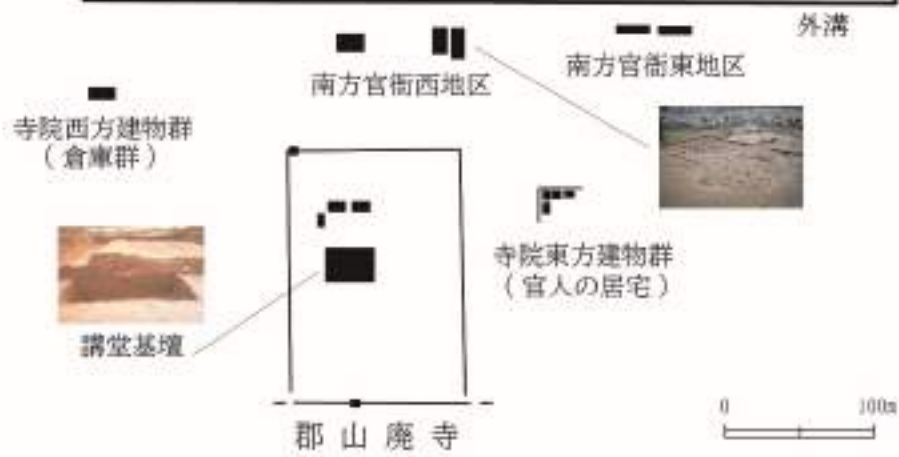 外溝
南方官衙西地区
南方官衙東地区
寺院西方建物群
（倉庫群）
寺院東方建物群
（官人の居宅）
講堂基壇
0 100m
郡山廃寺